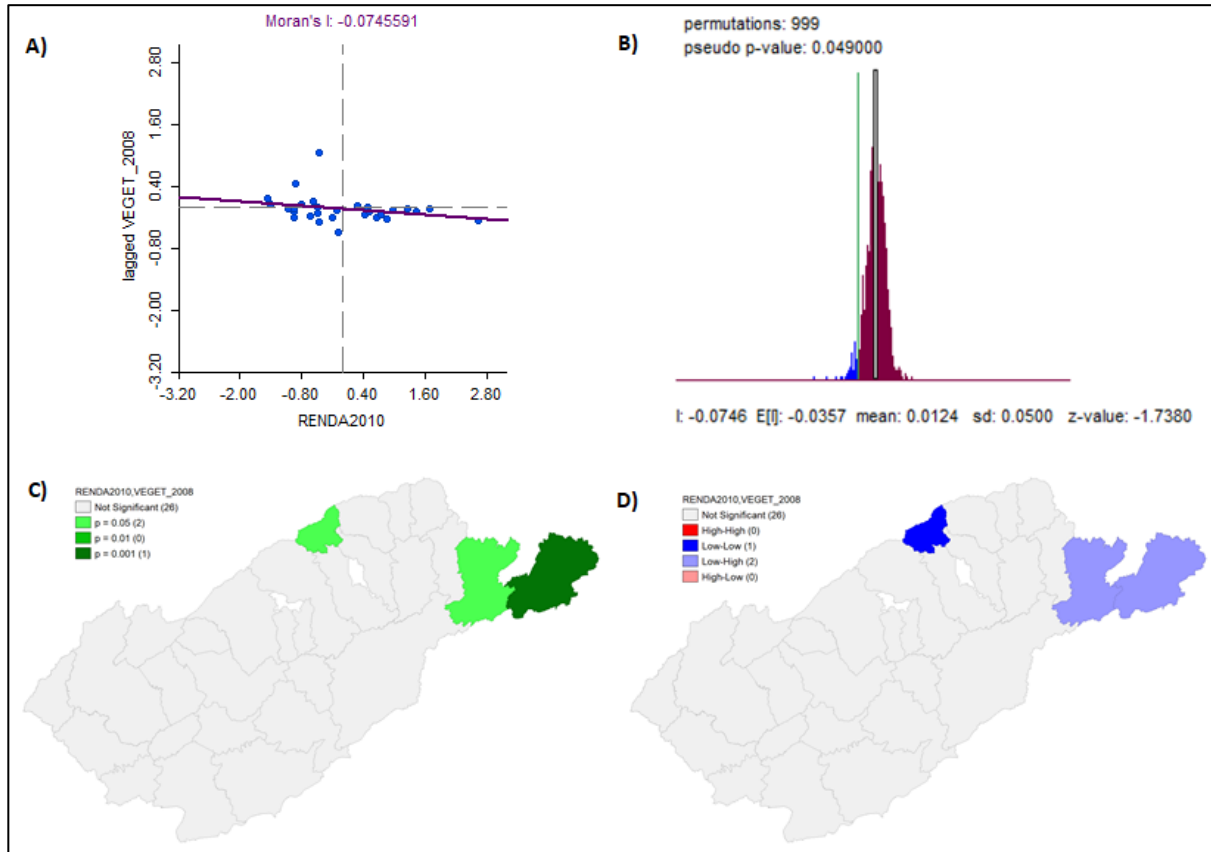 Moran's I: -0.0745591
A)
lagged VEGET_2008
2.80
1.60
0.40
-0.80
-2.00
-3.20
-3.20 -2.00 -0.80 0.40 1.60 2.80
RENDA2010
permutations: 999
B)
pseudo p-value: 0.049000
I: -0.0746 E[I]: -0.0357 mean: 0.0124 sd: 0.0500 z-value: -1.7380
C)
RENDA2010,VEGET_2008
Not Significant (26)
p = 0.05 (2)
p = 0.01 (0)
p = 0.001 (1)
D)
RENDA2010,VEGET_2008
Not Significant (26)
High-High (0)
Low-Low (1)
Low-High (2)
High-Low (0)